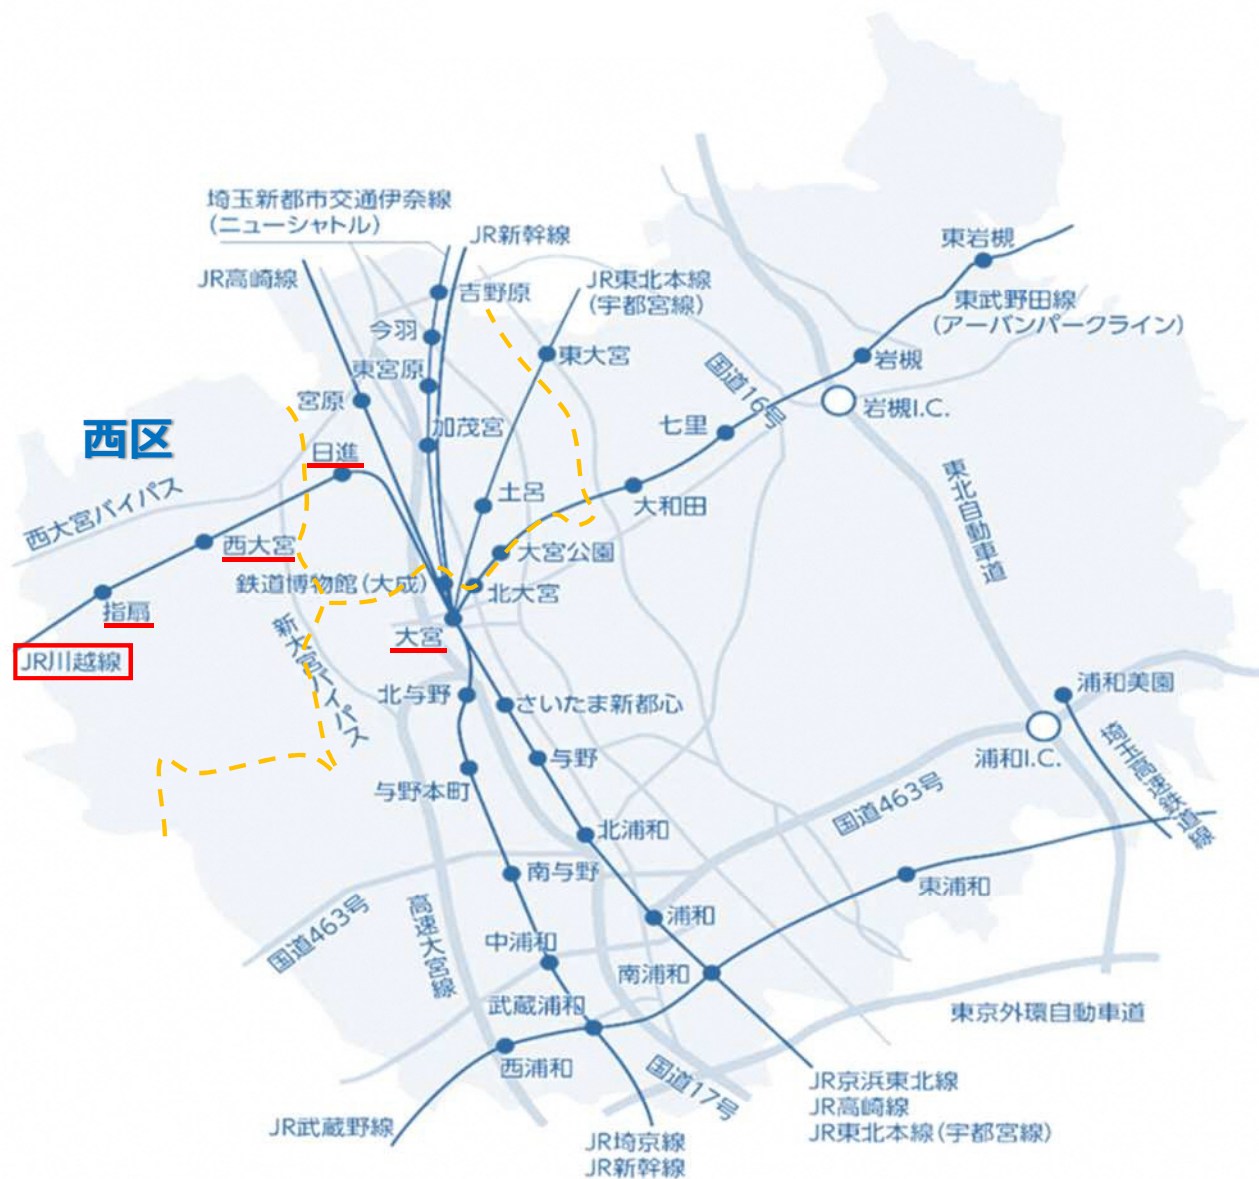 埼玉新都市交通伊奈線
(ニューシャトル)
JR新幹線
JR高崎線
吉野原
JR東北本線
(宇都宮線)
東岩槻
東武野田線
(アーバンパークライン)
今羽
東大宮
東宮原
岩槻
宮原
国道16号
岩槻I.C.
加茂宮
七里
西区
日進
東北自動車道
土呂
大和田
西大宮バイパス
西大宮
大宮公園
鉄道博物館(大成)
北大宮
指扇
新大宮バイパス
大宮
JR川越線
北与野
さいたま新都心
浦和美園
埼玉高速鉄道線
与野
浦和I.C.
与野本町
国道463号
北浦和
南与野
東浦和
国道463号
高速大宮線
浦和
中浦和
南浦和
武蔵浦和
東京外環自動車道
西浦和
国道17号
JR京浜東北線
JR高崎線
JR東北本線(宇都宮線)
JR武蔵野線
JR埼京線
JR新幹線